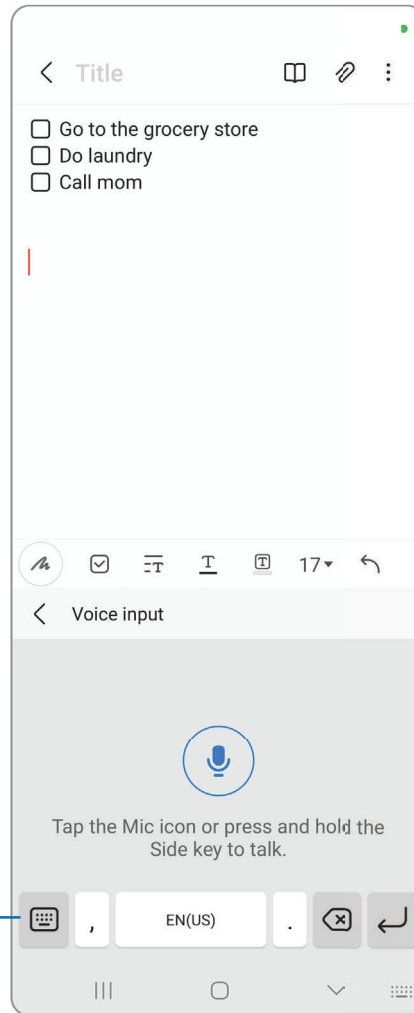 Title
Go to the grocery store
Do laundry
Call mom
17
Voice input
Tap the Mic icon or press and hold the
Side key to talk.
, EN(US) .